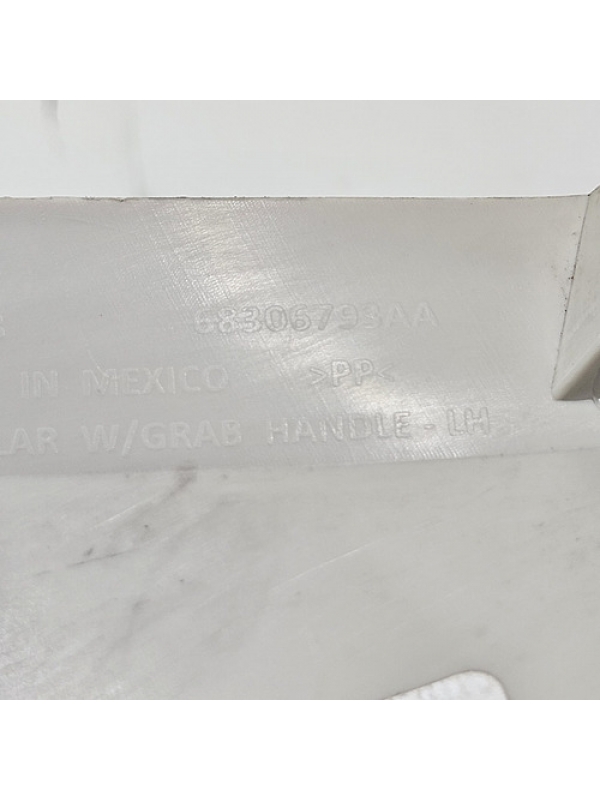 68306793AA
IN MEXICO >PP<
LAR W/GRAB HANDLE - LH